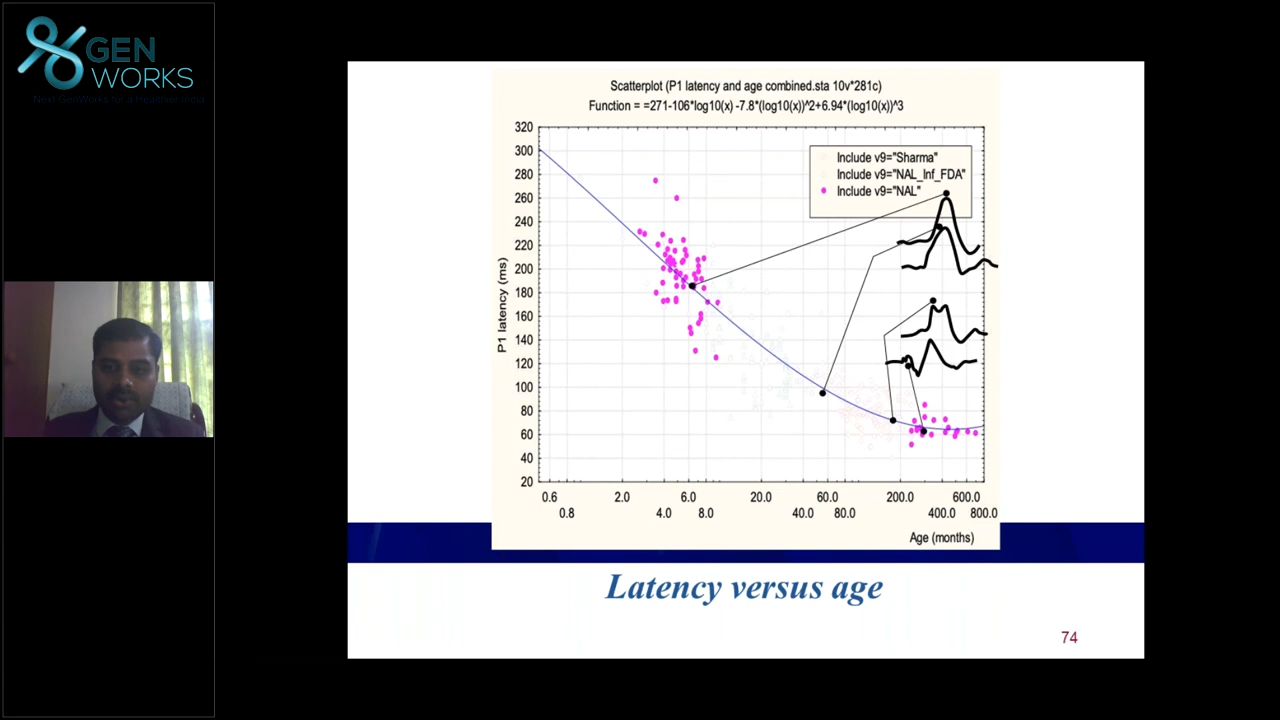 GEN
WORKS
Next GenWorks for a Healthier India
Scatterplot (P1 latency and age combined.sta 10v*281c)
Function = =271-106*log10(x) -7.8*(log10(x))^2+6.94*(log10(x))^3
320
300
280
260
240
220
200
180
160
140
120
100
80
60
40
20
P1 latency (ms)
Include v9="Sharma"
Include v9="NAL_Inf_FDA"
Include v9="NAL"
0.6 2.0 6.0 20.0 60.0 200.0 600.0
0.8 4.0 8.0 40.0 80.0 400.0 800.0
Age (months)
Latency versus age
74